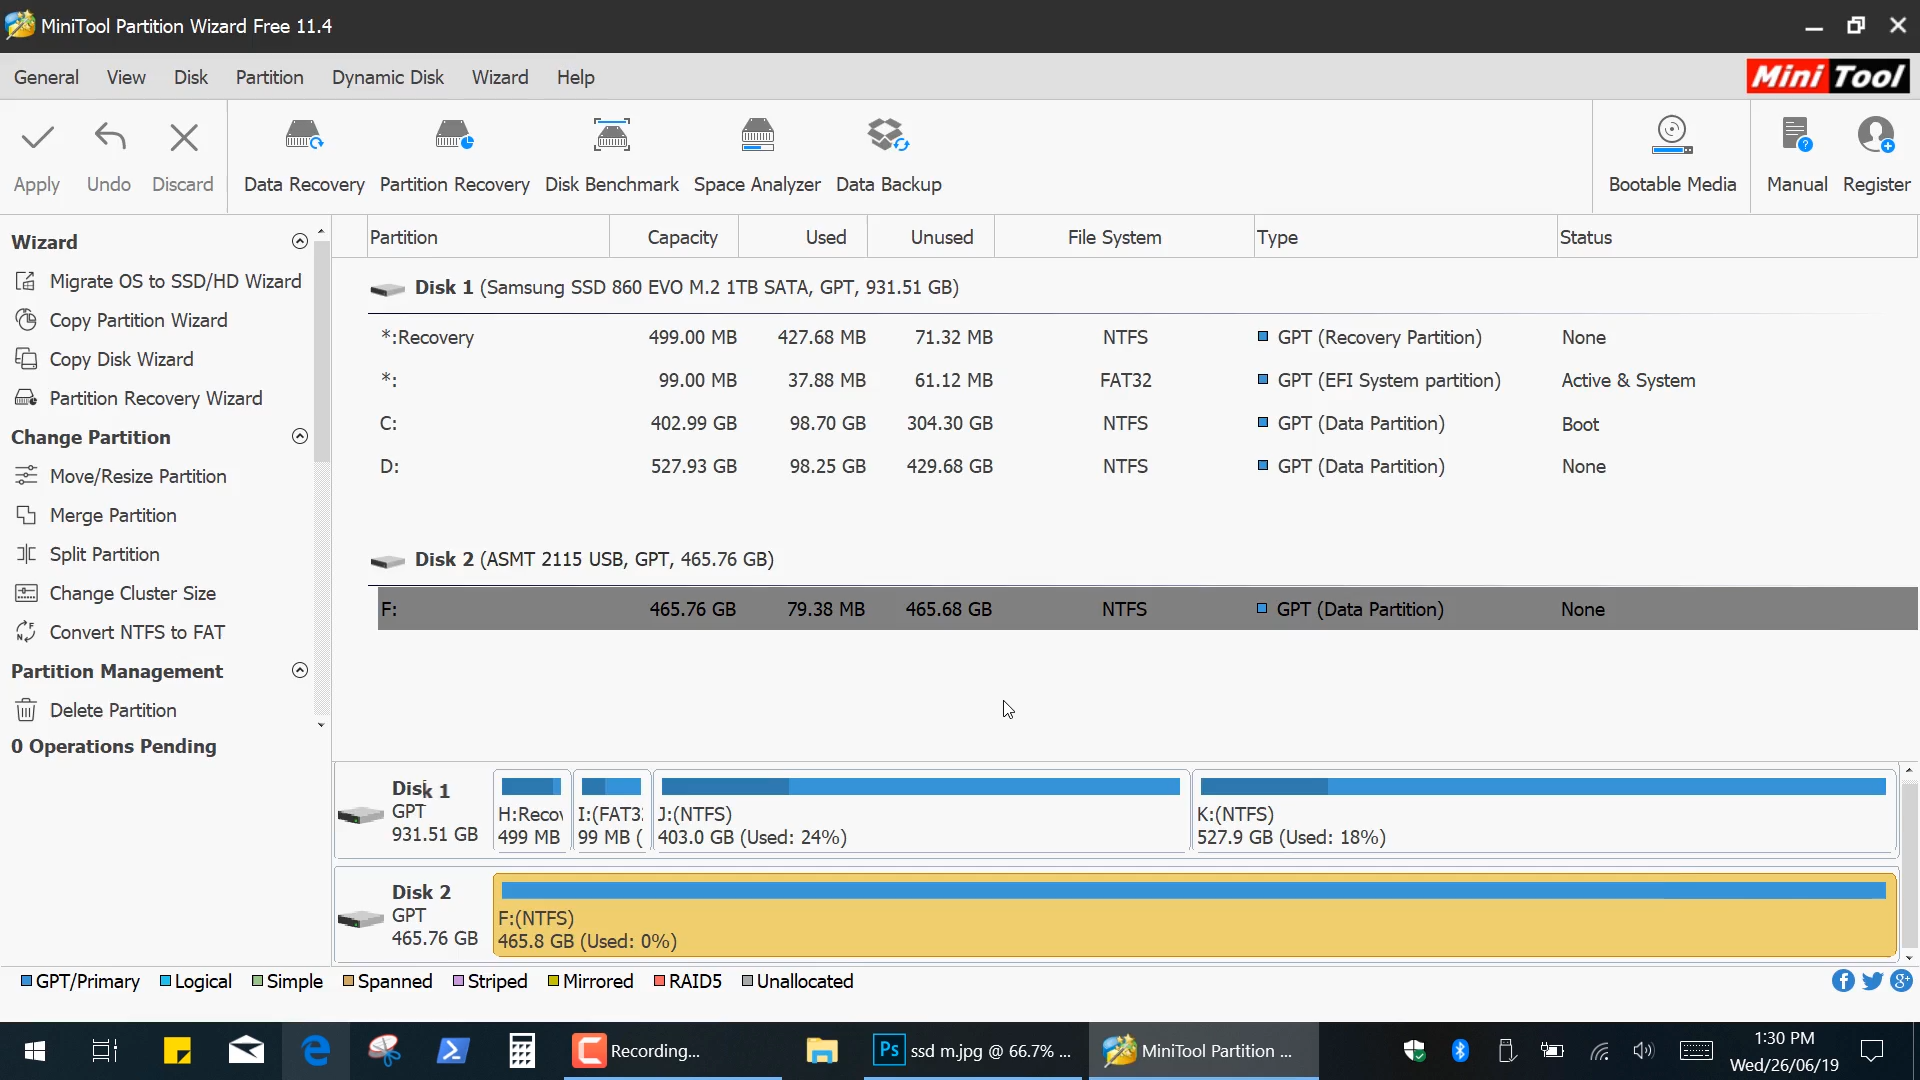 MiniTool Partition Wizard Free 11.4
General View Disk Partition Dynamic Disk Wizard Help
Mini Tool
Apply Undo Discard Data Recovery Partition Recovery Disk Benchmark Space Analyzer Data Backup Bootable Media Manual Register
Wizard
Migrate OS to SSD/HD Wizard
Copy Partition Wizard
Copy Disk Wizard
Partition Recovery Wizard
Change Partition
Move/Resize Partition
Merge Partition
Split Partition
Change Cluster Size
Convert NTFS to FAT
Partition Management
Delete Partition
0 Operations Pending
Partition Capacity Used Unused File System Type Status
Disk 1 (Samsung SSD 860 EVO M.2 1TB SATA, GPT, 931.51 GB)
*:Recovery 499.00 MB 427.68 MB 71.32 MB NTFS GPT (Recovery Partition) None
*: 99.00 MB 37.88 MB 61.12 MB FAT32 GPT (EFI System partition) Active & System
C: 402.99 GB 98.70 GB 304.30 GB NTFS GPT (Data Partition) Boot
D: 527.93 GB 98.25 GB 429.68 GB NTFS GPT (Data Partition) None
Disk 2 (ASMT 2115 USB, GPT, 465.76 GB)
F: 465.76 GB 79.38 MB 465.68 GB NTFS GPT (Data Partition) None
Disk 1
GPT
931.51 GB
H:Recov
499 MB
I:(FAT3
99 MB (
J:(NTFS)
403.0 GB (Used: 24%)
K:(NTFS)
527.9 GB (Used: 18%)
Disk 2
GPT
465.76 GB
F:(NTFS)
465.8 GB (Used: 0%)
GPT/Primary Logical Simple Spanned Striped Mirrored RAID5 Unallocated
Recording...
Ps ssd m.jpg @ 66.7% ...
MiniTool Partition ...
1:30 PM
Wed/26/06/19